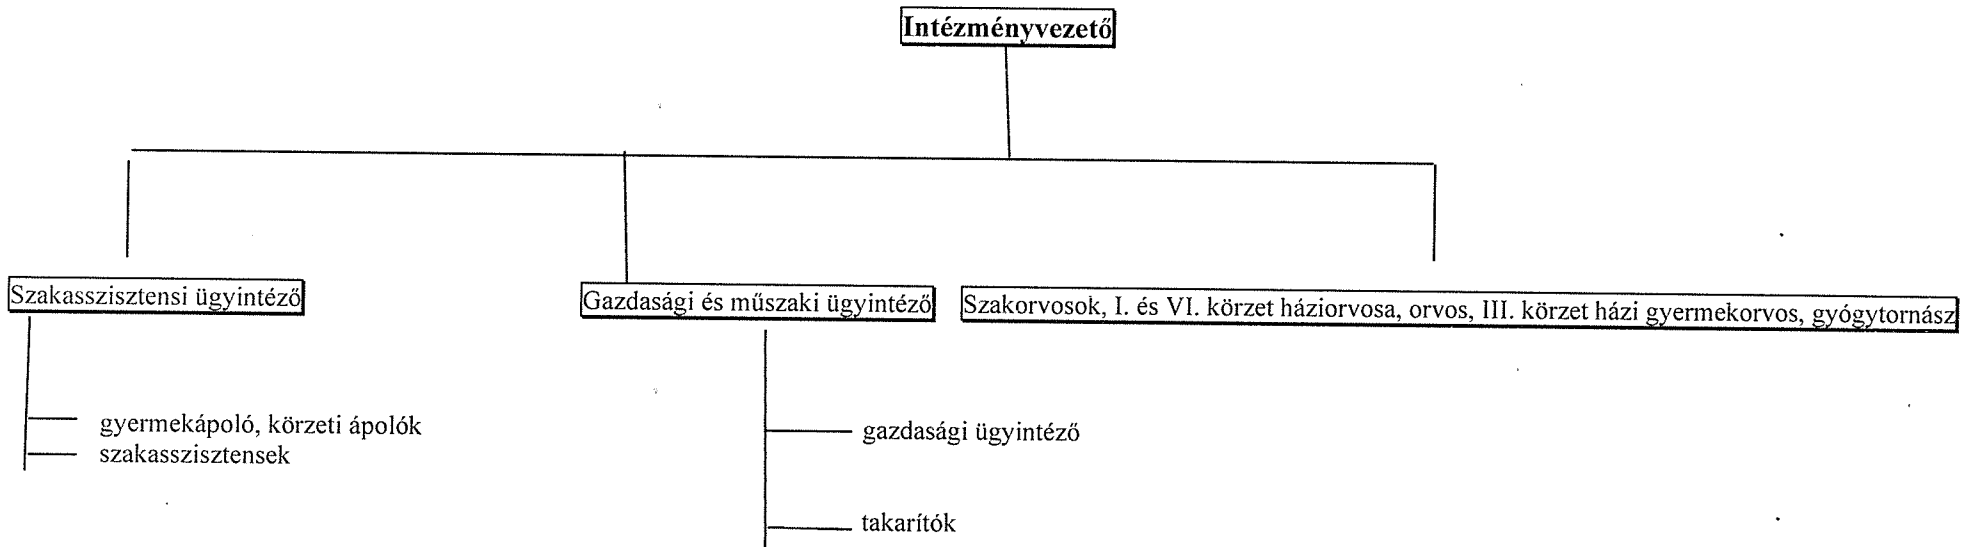 Intézményvezető
Szakasszisztensi ügyintéző
Gazdasági és műszaki ügyintéző
Szakorvosok, I. és VI. körzet háziorvosa, orvos, III. körzet házi gyermekorvos, gyógytornász
gyermekápoló, körzeti ápolók
szakasszisztensek
gazdasági ügyintéző
takarítók